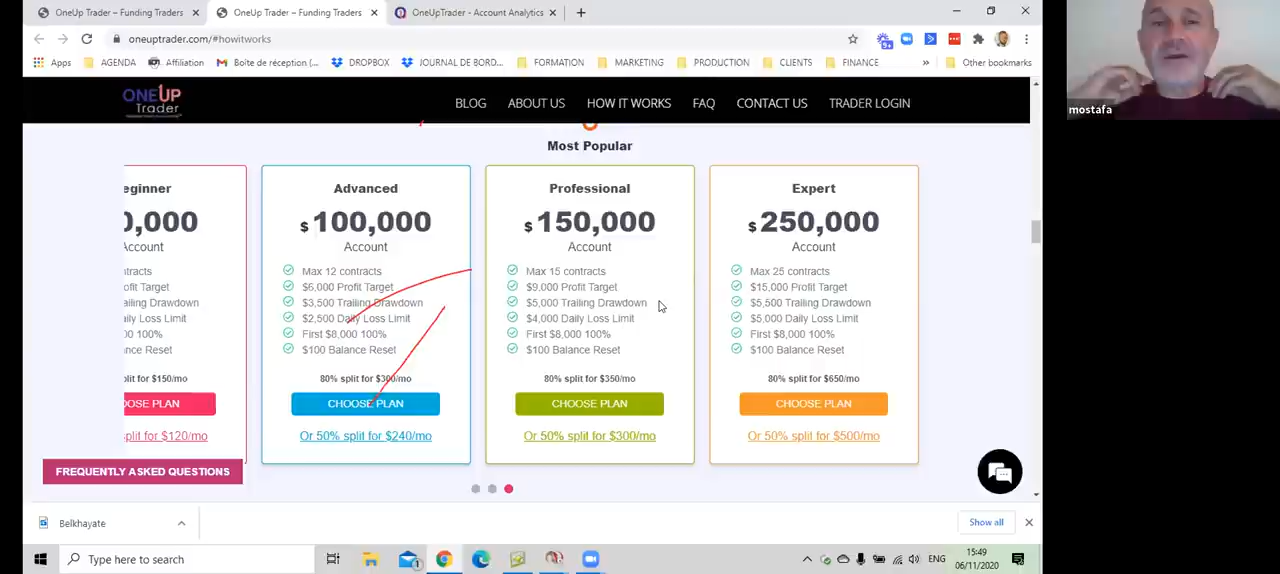 OneUp Trader – Funding Traders
OneUp Trader – Funding Traders
OneUpTrader - Account Analytics
oneuptrader.com/#howitworks
9+
Apps AGENDA Affiliation Boîte de réception (... DROPBOX JOURNAL DE BORD... FORMATION MARKETING PRODUCTION CLIENTS FINANCE » Other bookmarks
mostafa
ONEUP
Trader
BLOG ABOUT US HOW IT WORKS FAQ CONTACT US TRADER LOGIN
Most Popular
eginner
0,000
Account
ntracts
rofit Target
ailing Drawdown
aily Loss Limit
000 100%
ance Reset
plit for $150/mo
OOSE PLAN
split for $120/mo
Advanced
$ 100,000
Account
Max 12 contracts
$6,000 Profit Target
$3,500 Trailing Drawdown
$2,500 Daily Loss Limit
First $8,000 100%
$100 Balance Reset
80% split for $300/mo
CHOOSE PLAN
Or 50% split for $240/mo
Professional
$ 150,000
Account
Max 15 contracts
$9,000 Profit Target
$5,000 Trailing Drawdown
$4,000 Daily Loss Limit
First $8,000 100%
$100 Balance Reset
80% split for $350/mo
CHOOSE PLAN
Or 50% split for $300/mo
Expert
$ 250,000
Account
Max 25 contracts
$15,000 Profit Target
$5,500 Trailing Drawdown
$5,000 Daily Loss Limit
First $8,000 100%
$100 Balance Reset
80% split for $650/mo
CHOOSE PLAN
Or 50% split for $500/mo
FREQUENTLY ASKED QUESTIONS
Belkhayate
Show all
Type here to search
ENG
15:49
06/11/2020